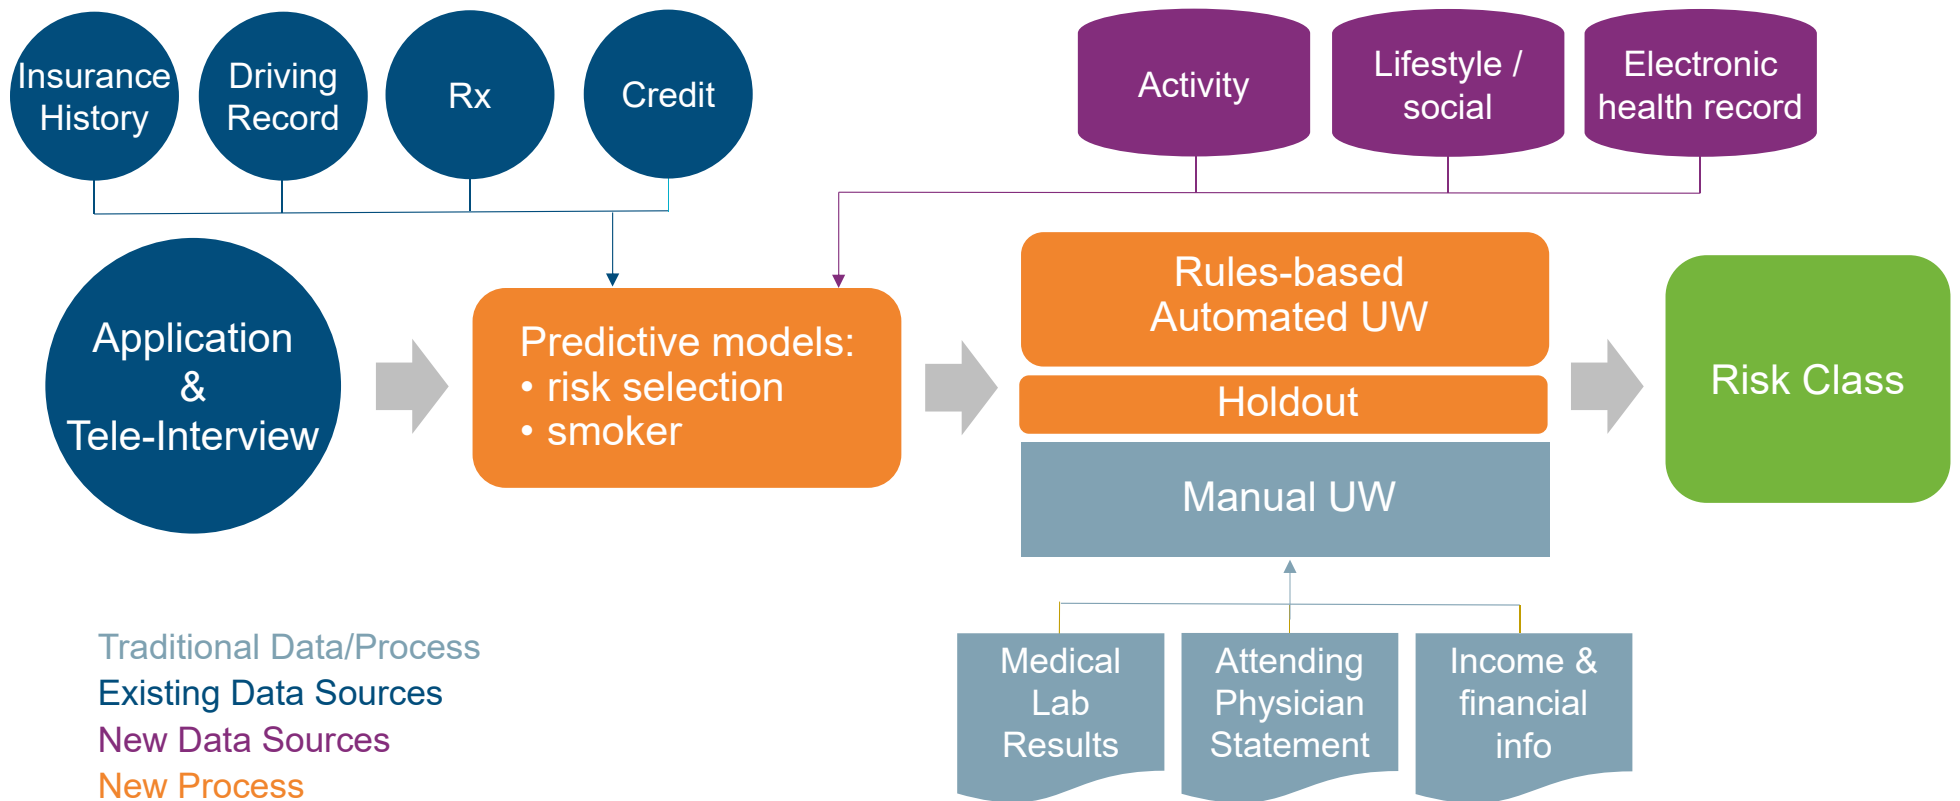 Insurance
History
Driving
Record
Rx
Credit
Activity
Lifestyle /
social
Electronic
health record
Application
&
Tele-Interview
Predictive models:
• risk selection
• smoker
Rules-based
Automated UW
Holdout
Manual UW
Risk Class
Medical
Lab
Results
Attending
Physician
Statement
Income &
financial
info
Traditional Data/Process
Existing Data Sources
New Data Sources
New Process